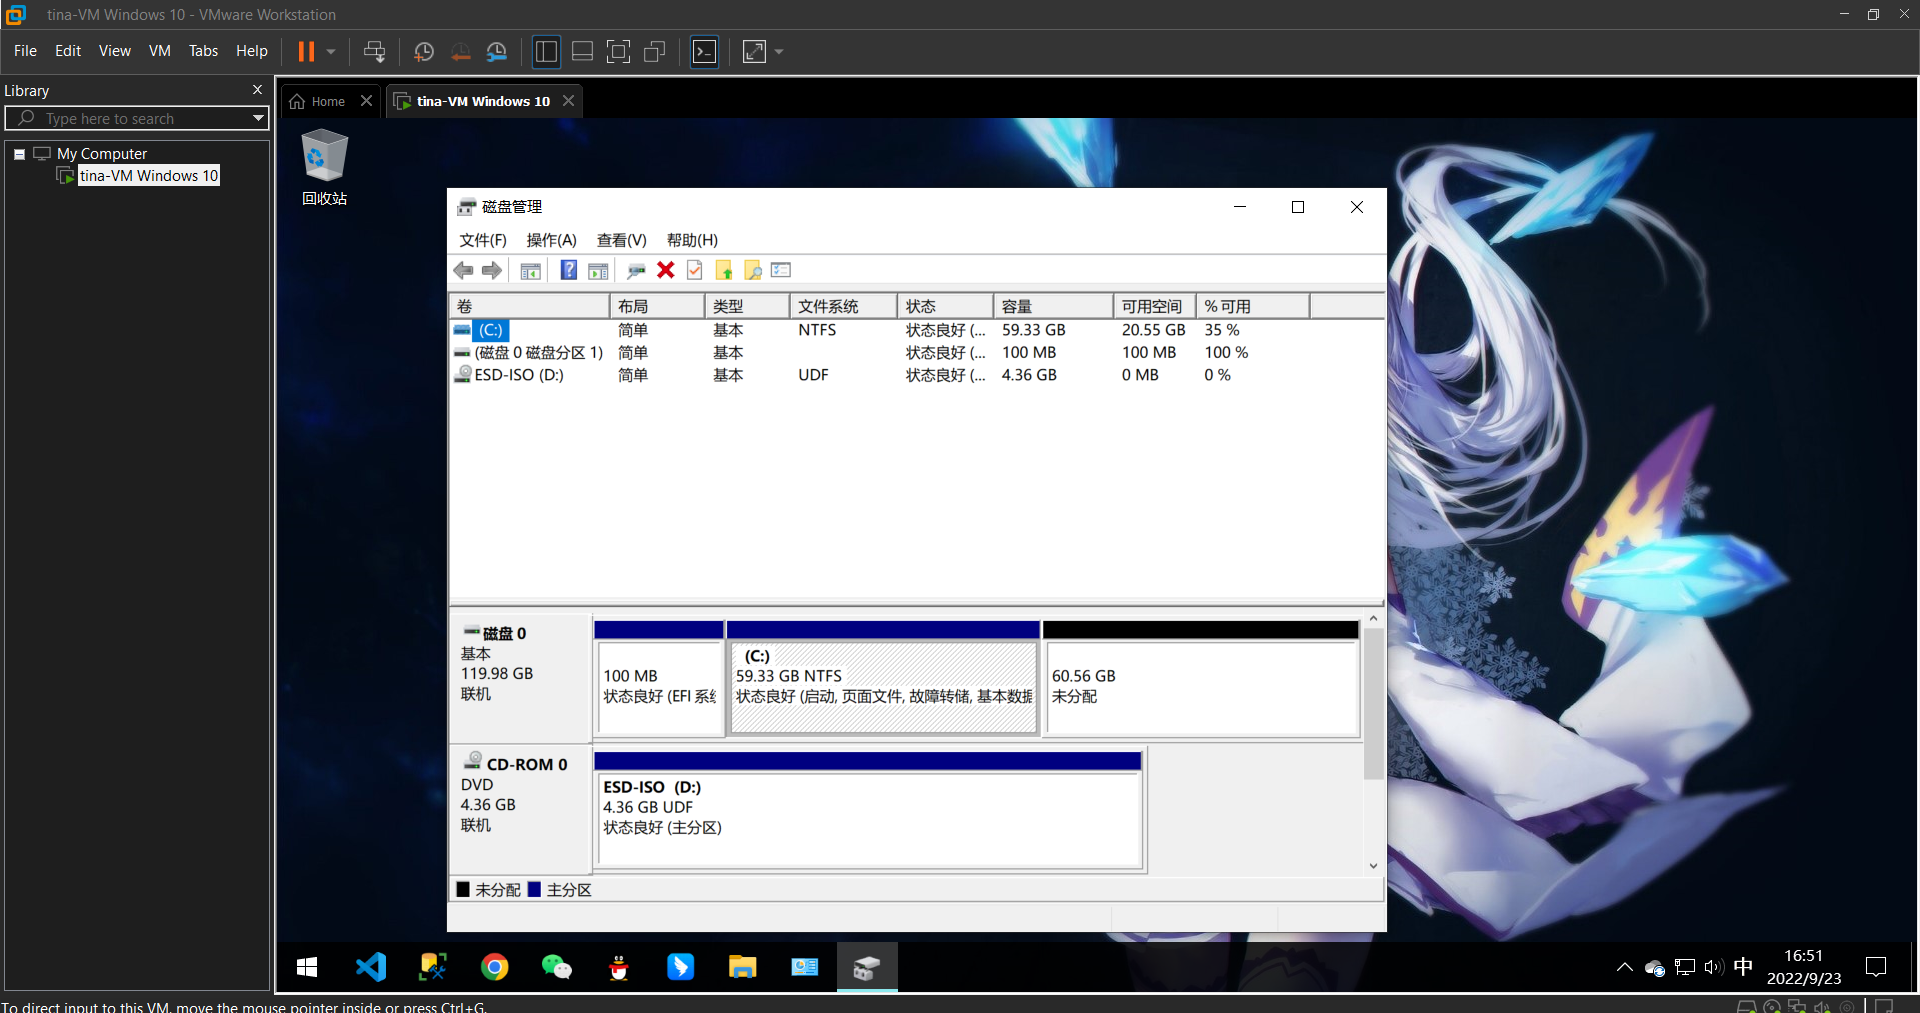 tina-VM Windows 10 - VMware Workstation
File Edit View VM Tabs Help
Library
Type here to search
My Computer
tina-VM Windows 10
Home
tina-VM Windows 10
回收站
磁盘管理
文件(F) 操作(A) 查看(V) 帮助(H)
卷 布局 类型 文件系统 状态 容量 可用空间 % 可用
(C:) 简单 基本 NTFS 状态良好 (... 59.33 GB 20.55 GB 35 %
(磁盘 0 磁盘分区 1) 简单 基本 状态良好 (... 100 MB 100 MB 100 %
ESD-ISO (D:) 简单 基本 UDF 状态良好 (... 4.36 GB 0 MB 0 %
磁盘 0
基本
119.98 GB
联机
100 MB
状态良好 (EFI 系统
(C:)
59.33 GB NTFS
状态良好 (启动, 页面文件, 故障转储, 基本数据
60.56 GB
未分配
CD-ROM 0
DVD
4.36 GB
联机
ESD-ISO (D:)
4.36 GB UDF
状态良好 (主分区)
未分配 主分区
中
16:51
2022/9/23
To direct input to this VM, move the mouse pointer inside or press Ctrl+G.